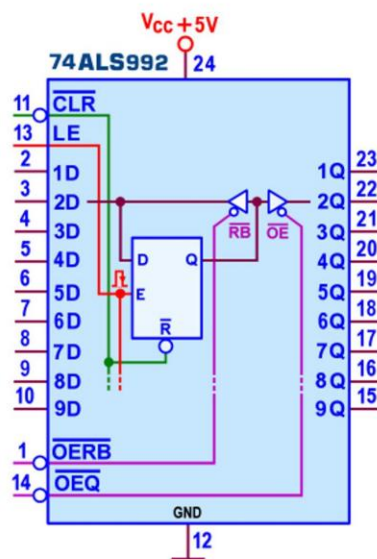 Vcc +5V
74ALS992 24
11 CLR
13 LE
2 1D 1Q 23
3 2D 2Q 22
RB OE
4 3D 3Q 21
5 4D D Q 4Q 20
6 5D E 5Q 19
7 6D R 6Q 18
8 7D 7Q 17
9 8D 8Q 16
10 9D 9Q 15
1 OERB
14 OEQ
GND
12